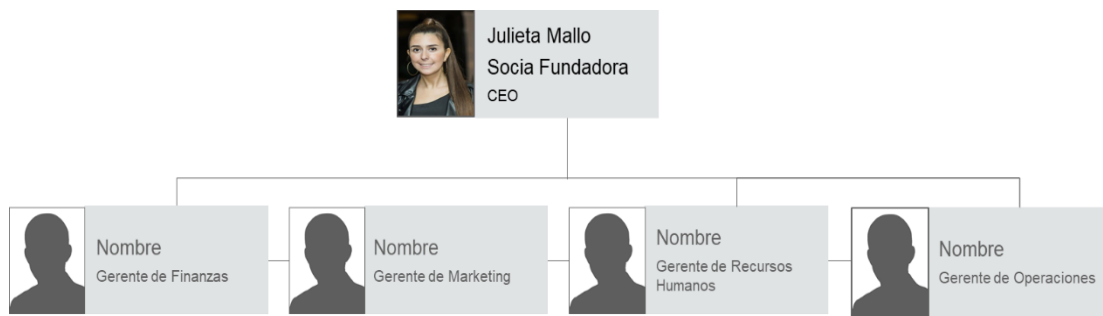 Julieta Mallo
Socia Fundadora
CEO
Nombre
Gerente de Finanzas
Nombre
Gerente de Marketing
Nombre
Gerente de Recursos
Humanos
Nombre
Gerente de Operaciones